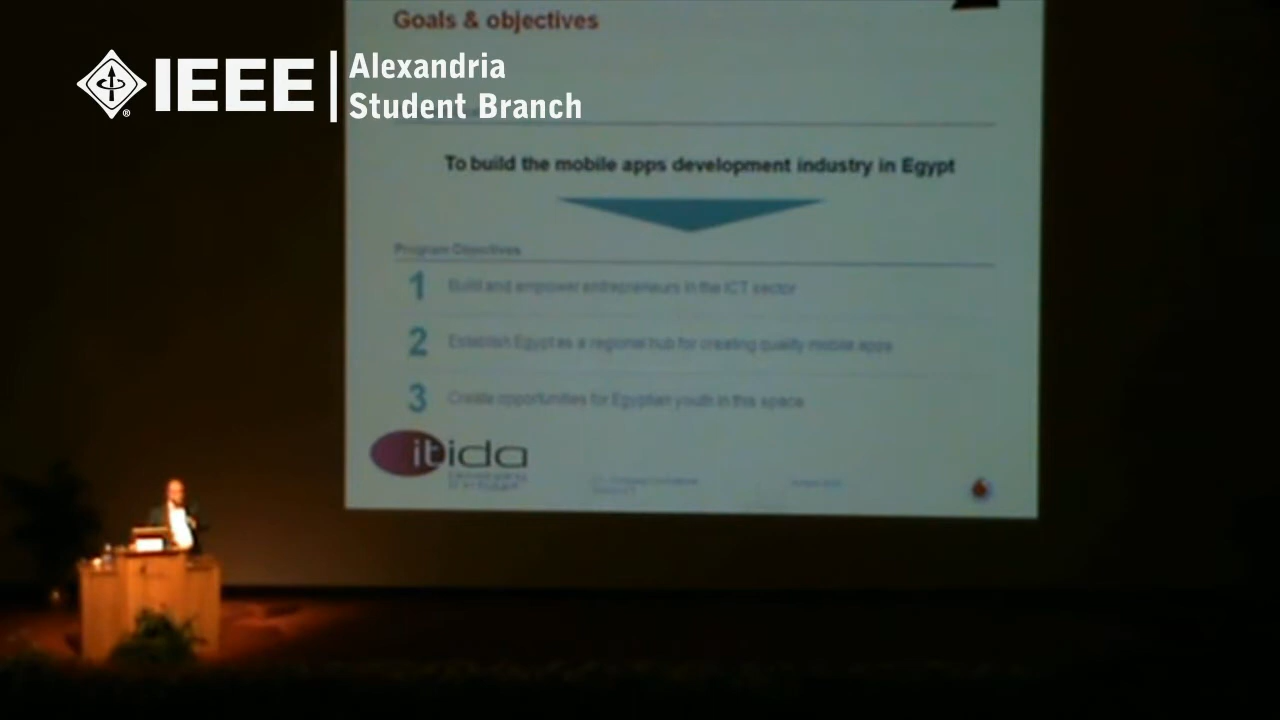 Goals & objectives
IEEE
Alexandria
Student Branch
To build the mobile apps development industry in Egypt
Program Objectives
1 Build and empower entrepreneurs in the ICT sector
2 Establish Egypt as a regional hub for creating quality mobile apps
3 Create opportunities for Egyptian youth in this space
itida